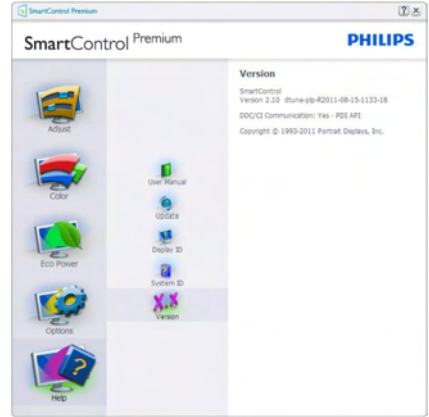 SmartControl Premium
SmartControl Premium
PHILIPS
Adjust
Color
Eco Power
Options
Help
User Manual
Update
Display ID
System ID
X.X
Version
Version
SmartControl
Version 2.10 dtune-plp-R2011-08-15-1133-18
DDC/CI Communication: Yes - PDI API
Copyright © 1993-2011 Portrait Displays, Inc.